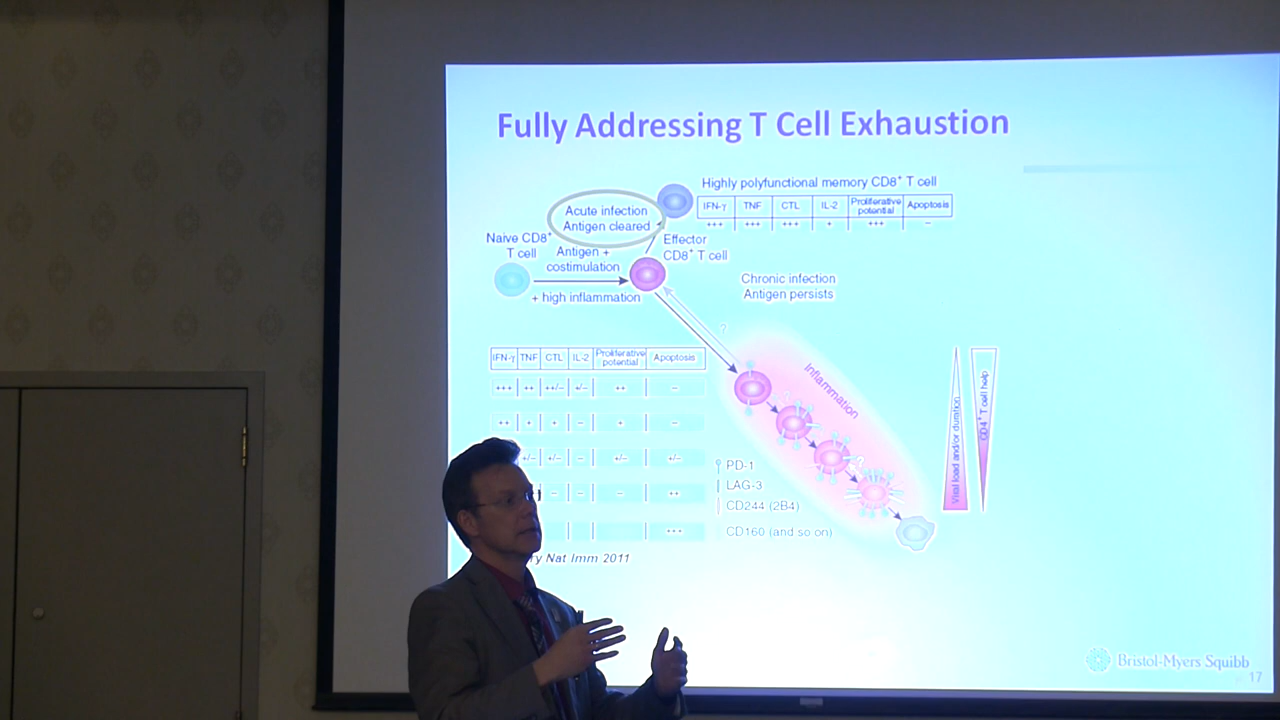 Fully Addressing T Cell Exhaustion
Highly polyfunctional memory CD8⁺ T cell
IFN-γ TNF CTL IL-2 Proliferative potential Apoptosis
+++ +++ +++ + +++ –
Acute infection
Antigen cleared
Naive CD8⁺
T cell
Antigen +
costimulation
+ high inflammation
Effector
CD8⁺ T cell
Chronic infection
Antigen persists
?
Inflammation
IFN-γ TNF CTL IL-2 Proliferative potential Apoptosis
+++ ++ ++/– +/– ++ –
++ + + – + –
+/– +/– – +/– +/–
– – – ++
+++
PD-1
LAG-3
CD244 (2B4)
CD160 (and so on)
?
Viral load and/or duration
CD4⁺ T cell help
ry Nat Imm 2011
Bristol-Myers Squibb
17